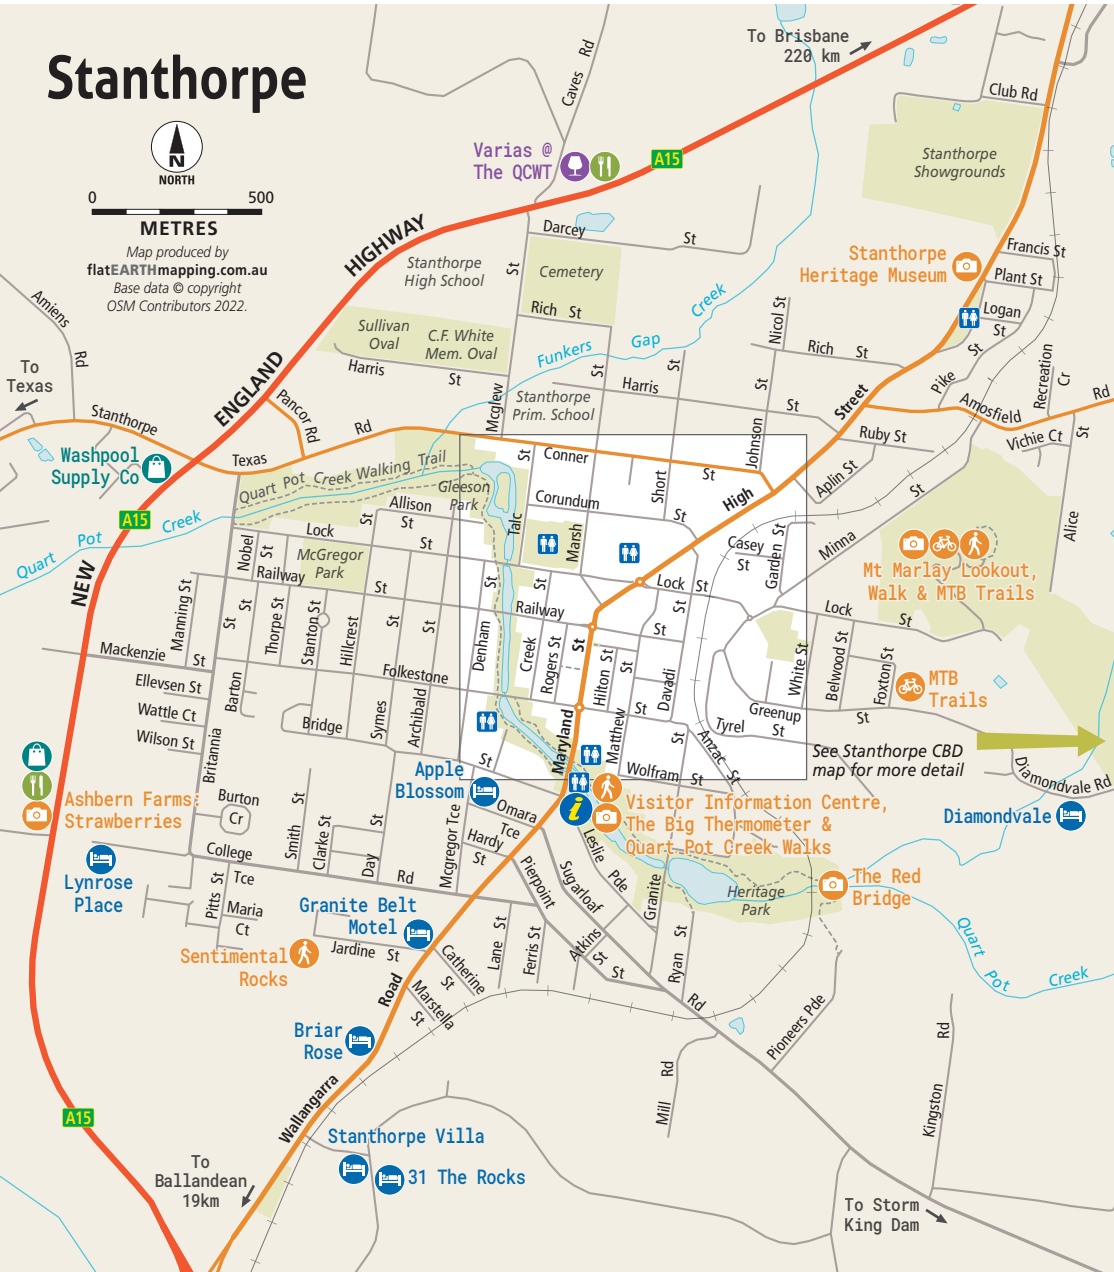 Stanthorpe
N
NORTH
0
500
METRES
Map produced by
flatEARTHmapping.com.au
Base data © copyright
OSM Contributors 2022.
To Brisbane
220 km
Caves Rd
Club Rd
Varias @
The QCWT
A15
Stanthorpe
Showgrounds
NEW ENGLAND HIGHWAY
Darcey St
Stanthorpe
High School
St
Cemetery
Stanthorpe
Heritage Museum
Francis St
Plant St
Logan
St
Amiens Rd
Rich St
Creek
Sullivan
Oval
C.F. White
Mem. Oval
Funkers Gap
Nicol St
Rich St
St
Pike
Recreation
Cr
To
Texas
Harris
St
St
Harris
St
St
St
Street
Mcglew
Stanthorpe
Prim. School
Amosfield
Rd
Stanthorpe
Pancor Rd
Rd
Johnson
Ruby St
Vichie Ct
St
Washpool
Supply Co
Texas
Quart Pot Creek Walking Trail
St
Conner
St
Aplin St
Gleeson
Park
Short
High
St
A15
Quart Pot Creek
Allison
St
St
Corundum
St
Lock
St
Talc
Marsh
Casey
St
Garden St
Minna
Alice
Nobel
St
McGregor
Park
Mt Marlay Lookout,
Walk & MTB Trails
Railway
St
St
St
Lock St
Manning St
St
Thorpe St
Stanton St
Hillcrest
St
St
Railway
St
St
Lock
St
Denham
Creek
Rogers St
St
Hilton St
St
Davadi
White St
Belwood St
Foxton St
Mackenzie
St
Folkestone
MTB
Trails
Ellevsen St
Barton
Wattle Ct
Bridge
Symes
Archibald
St
Greenup
St
Wilson St
Britannia
Maryland
Matthew
Tyrel
St
St
Anzac
St
See Stanthorpe CBD
map for more detail
St
Wolfram St
Apple
Blossom
Diamondvale Rd
Ashbern Farms:
Strawberries
Burton
Cr
St
Smith
Clarke St
St
Day
Mcgregor Tce
Omara
Tce
Hardy
St
Visitor Information Centre,
The Big Thermometer &
Quart Pot Creek Walks
i
Diamondvale
Leslie
Pde
College
Rd
Pierpoint
Sugarloaf
Granite
Heritage
Park
The Red
Bridge
Lynrose
Place
Pitts St
Tce
Maria
Ct
Granite Belt
Motel
Sentimental
Rocks
Jardine St
Lane St
Ferris St
Atkins
St
St
Ryan St
Quart Pot Creek
Catherine
St
Road
Marstella
St
Rd
Briar
Rose
Pioneers Pde
Mill Rd
Kingston Rd
A15
Wallangarra
Stanthorpe Villa
31 The Rocks
To
Ballandean
19km
To Storm
King Dam